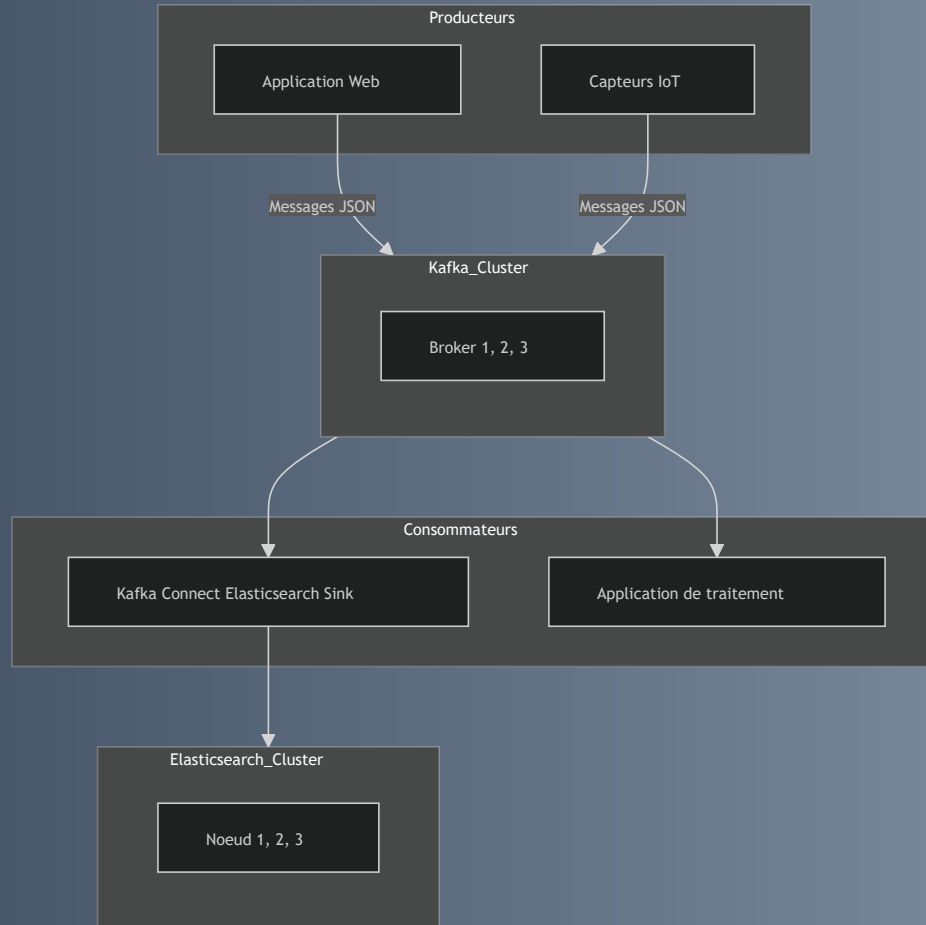 Producteurs
Application Web
Capteurs IoT
Messages JSON
Messages JSON
Kafka_Cluster
Broker 1, 2, 3
Consommateurs
Kafka Connect Elasticsearch Sink
Application de traitement
Elasticsearch_Cluster
Noeud 1, 2, 3